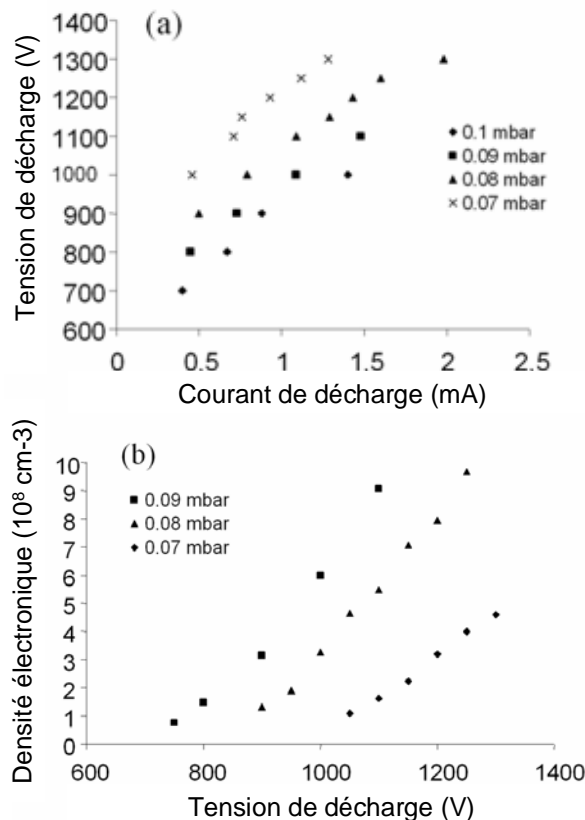 (a)
Tension de décharge (V)
1400
1300
1200
1100
1000
900
800
700
600
0.1 mbar
0.09 mbar
0.08 mbar
0.07 mbar
0 0.5 1 1.5 2 2.5
Courant de décharge (mA)
(b)
Densité électronique (10⁸ cm-3)
10
9
8
7
6
5
4
3
2
1
0
0.09 mbar
0.08 mbar
0.07 mbar
600 800 1000 1200 1400
Tension de décharge (V)